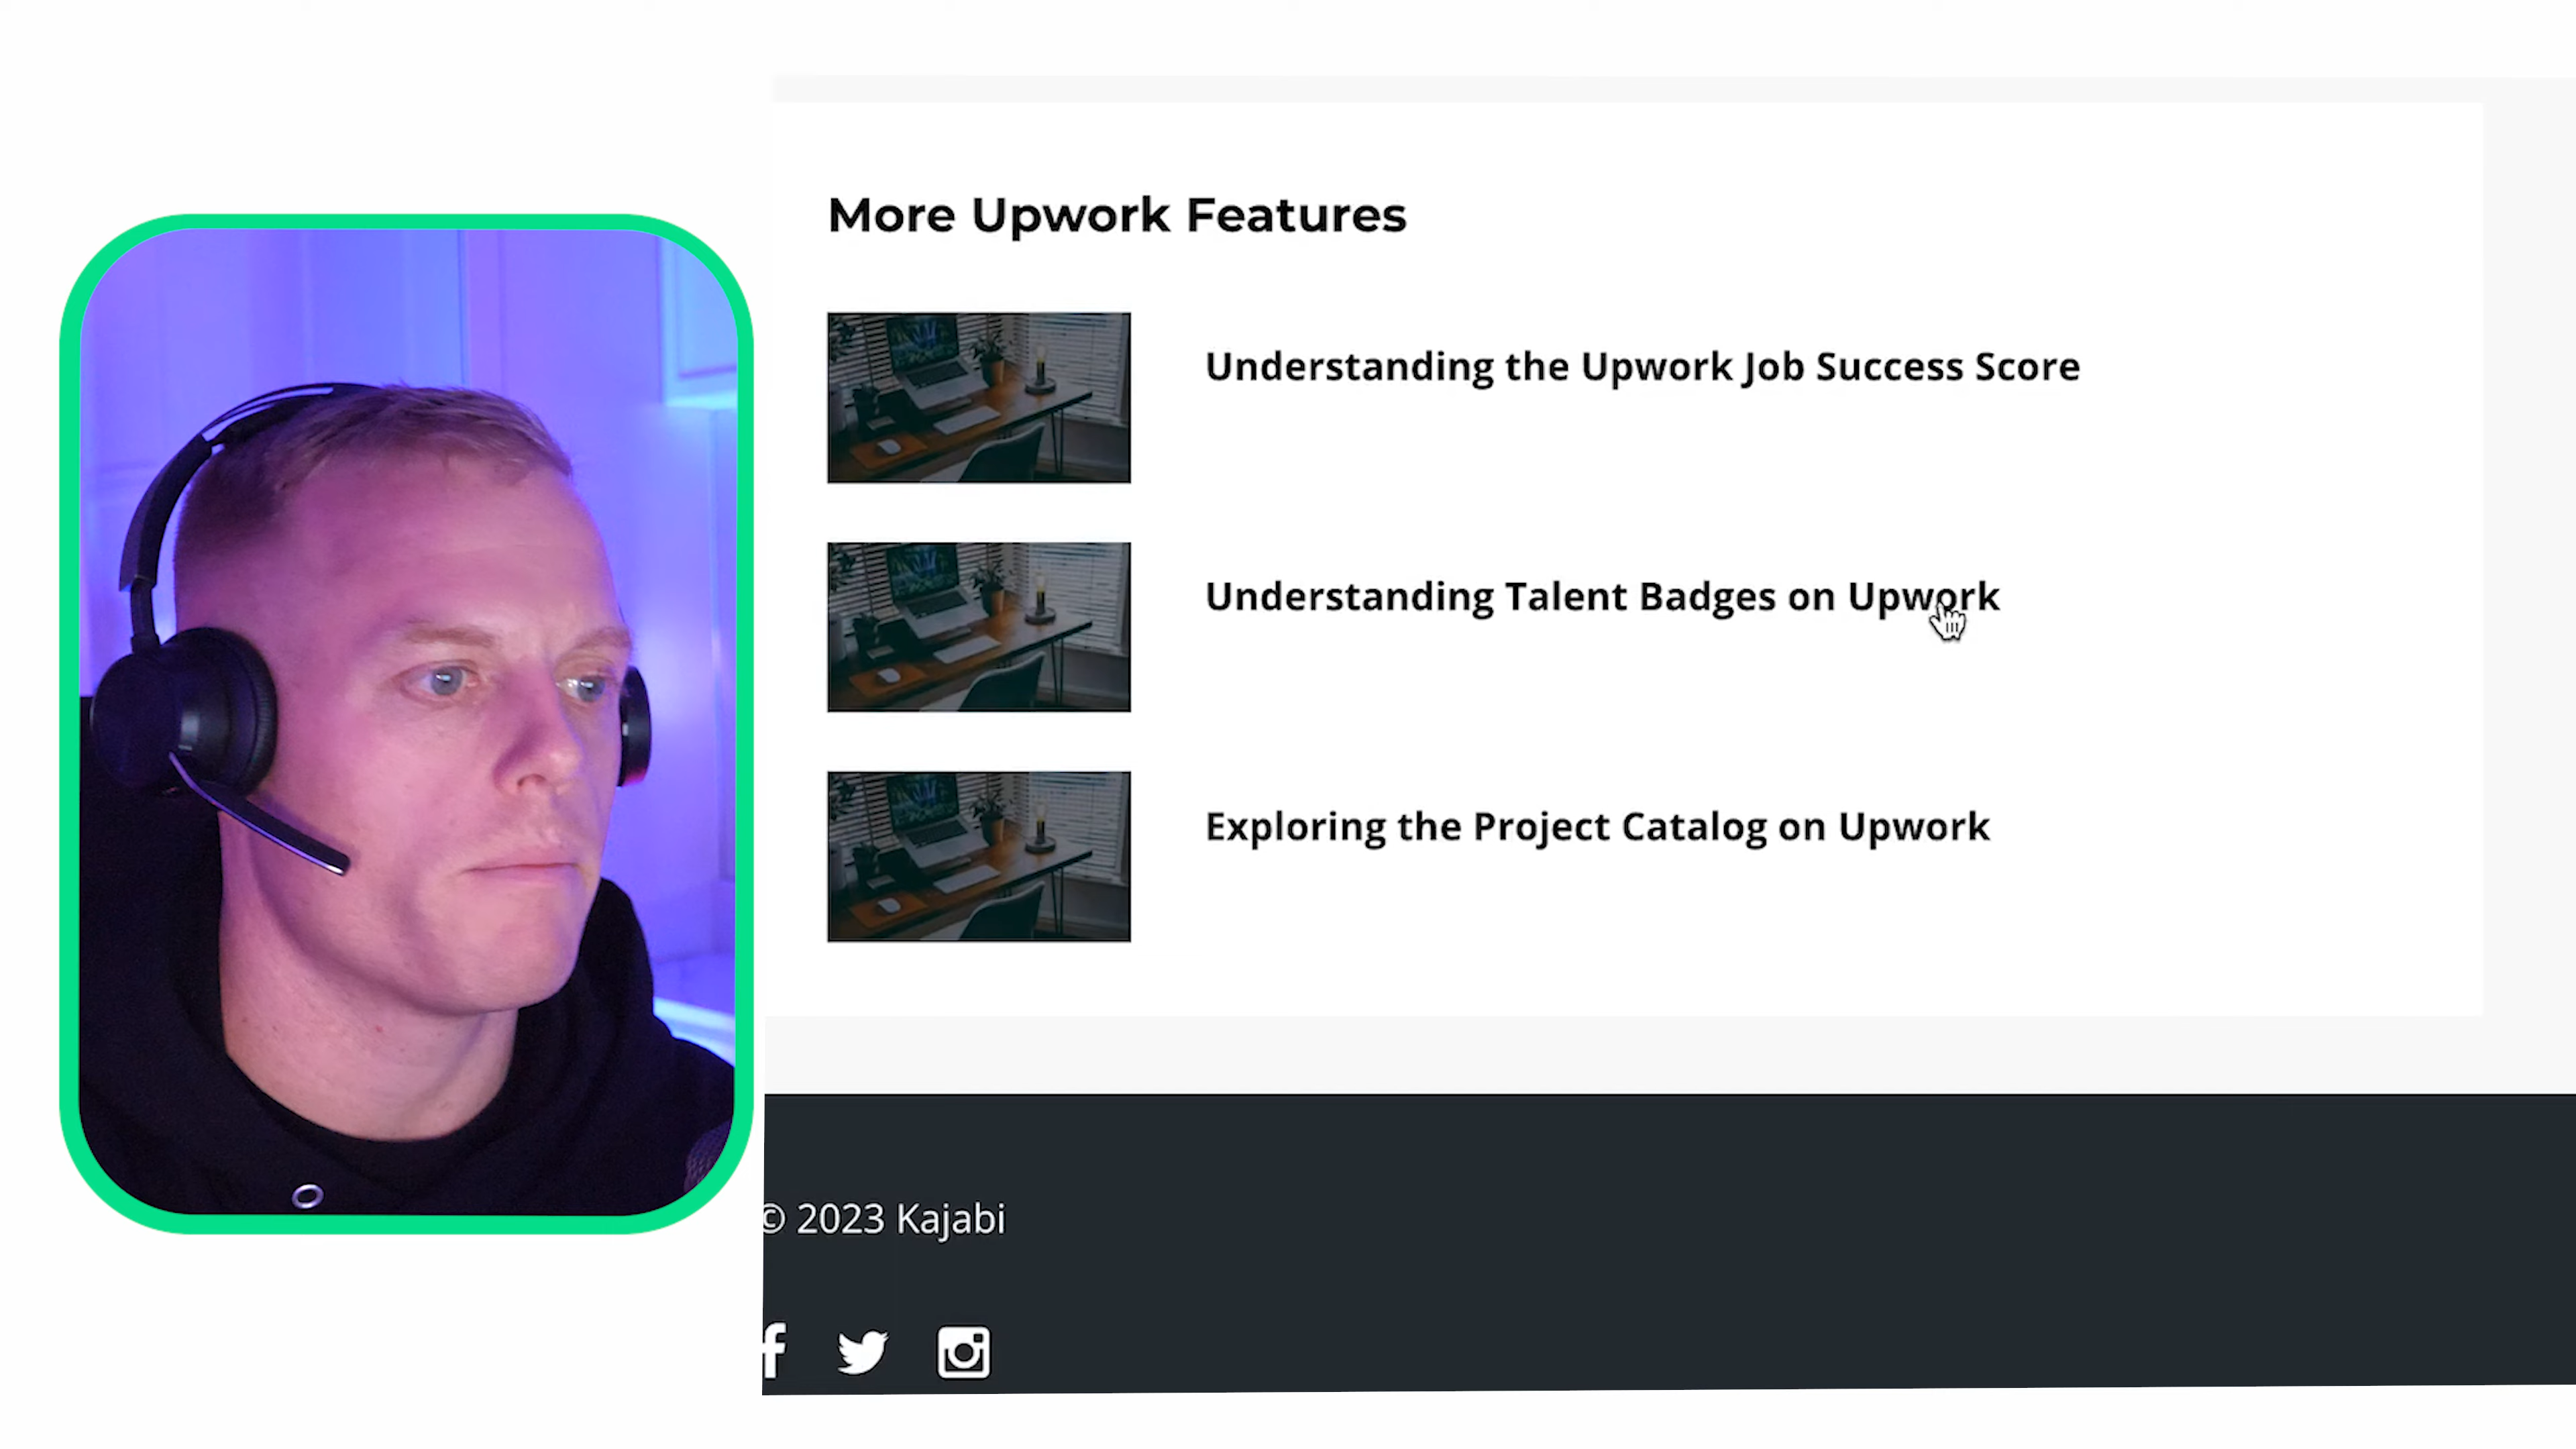 More Upwork Features
Understanding the Upwork Job Success Score
Understanding Talent Badges on Upwork
Exploring the Project Catalog on Upwork
© 2023 Kajabi